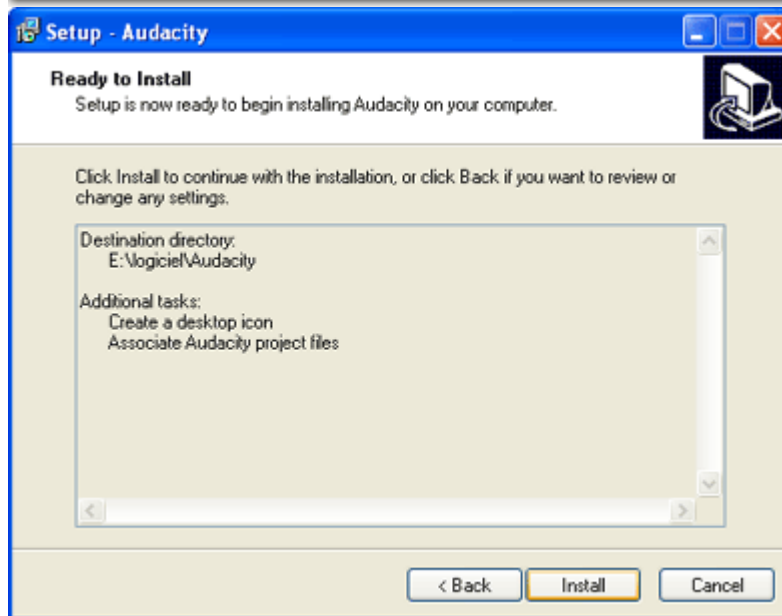 Setup - Audacity
Ready to Install
Setup is now ready to begin installing Audacity on your computer.
Click Install to continue with the installation, or click Back if you want to review or
change any settings.
Destination directory:
E:\logiciel\Audacity
Additional tasks:
Create a desktop icon
Associate Audacity project files
< Back
Install
Cancel